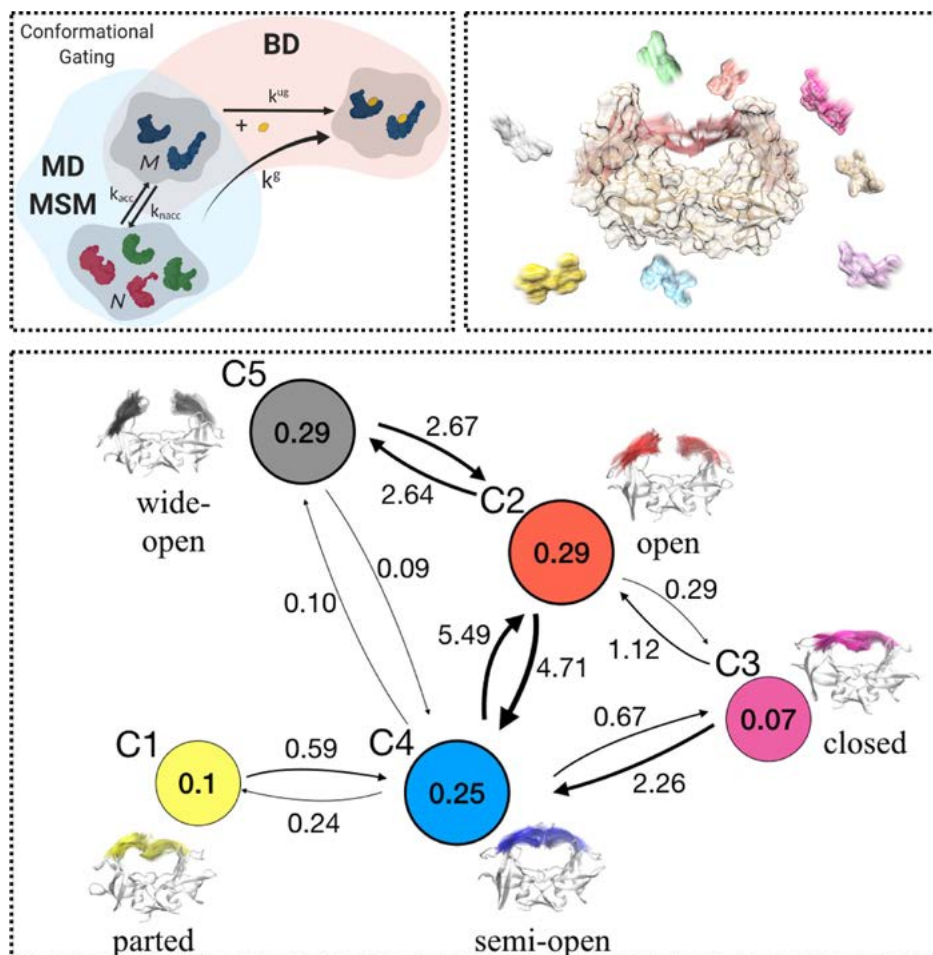 Conformational
Gating
BD
k^ug
+
k^g
M
MD
MSM
k_acc
k_nacc
N
C5
0.29
2.67
2.64
C2
wide-
open
0.29
open
0.09
0.10
0.29
1.12
5.49
4.71
C3
0.67
0.07
closed
C1
0.59
C4
0.1
0.25
2.26
0.24
parted
semi-open